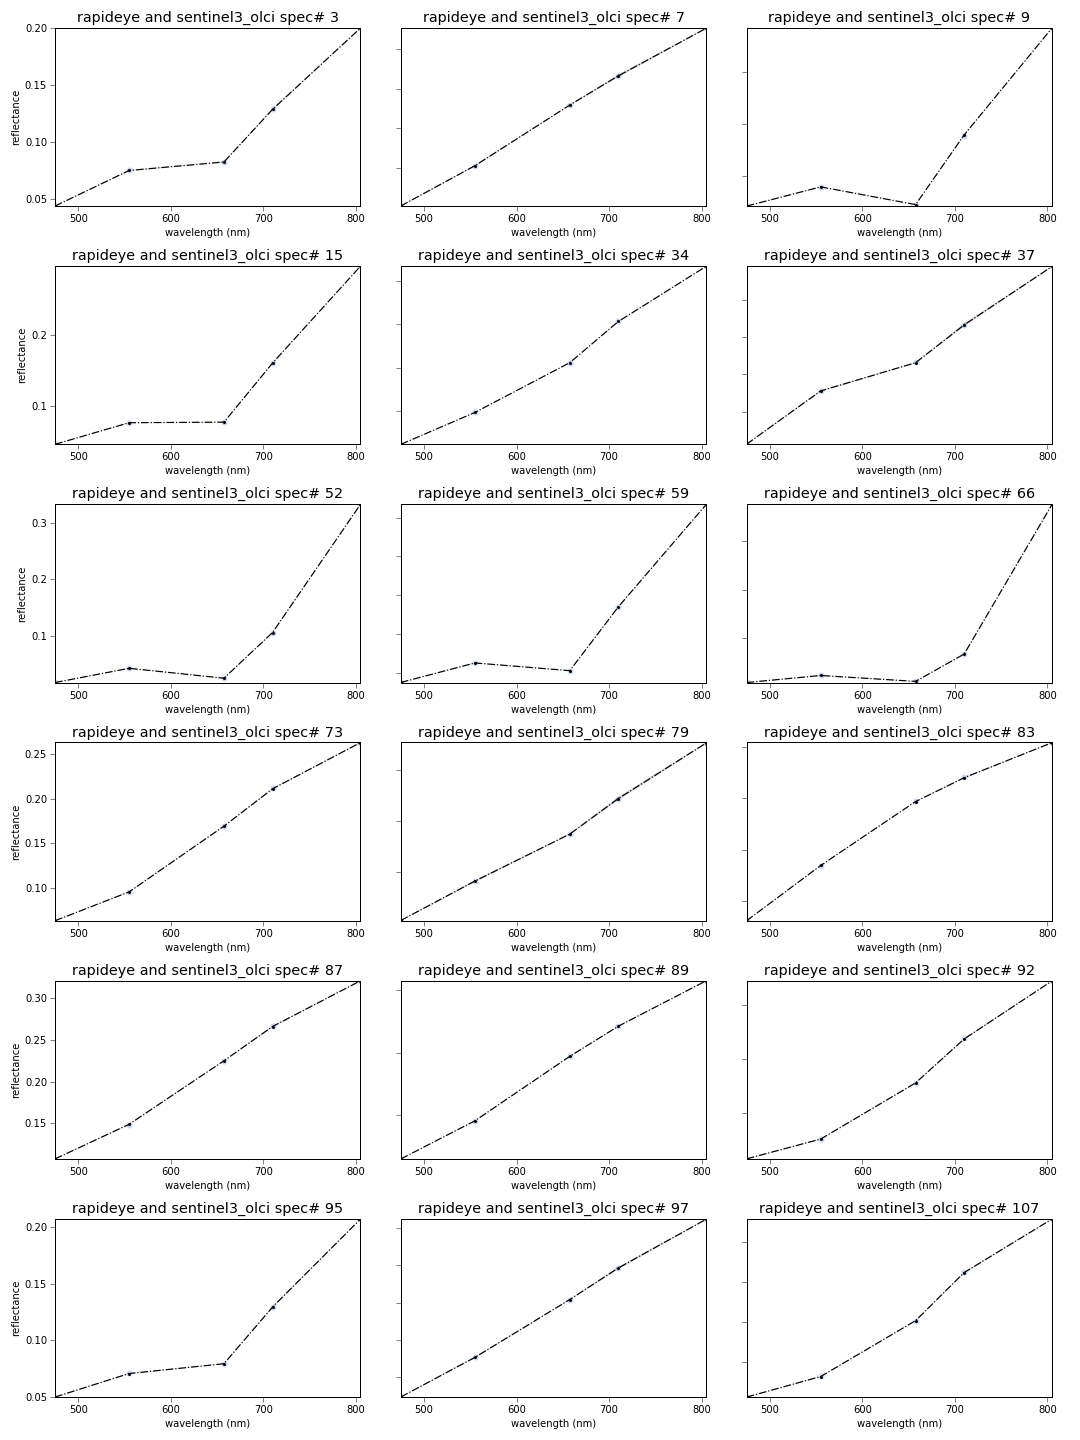 rapideye and sentinel3_olci spec# 3
rapideye and sentinel3_olci spec# 7
rapideye and sentinel3_olci spec# 9
0.20
0.15
0.10
0.05
reflectance
500 600 700 800
500 600 700 800
500 600 700 800
wavelength (nm)
wavelength (nm)
wavelength (nm)
rapideye and sentinel3_olci spec# 15
rapideye and sentinel3_olci spec# 34
rapideye and sentinel3_olci spec# 37
0.2
0.1
reflectance
500 600 700 800
500 600 700 800
500 600 700 800
wavelength (nm)
wavelength (nm)
wavelength (nm)
rapideye and sentinel3_olci spec# 52
rapideye and sentinel3_olci spec# 59
rapideye and sentinel3_olci spec# 66
0.3
0.2
0.1
reflectance
500 600 700 800
500 600 700 800
500 600 700 800
wavelength (nm)
wavelength (nm)
wavelength (nm)
rapideye and sentinel3_olci spec# 73
rapideye and sentinel3_olci spec# 79
rapideye and sentinel3_olci spec# 83
0.25
0.20
0.15
0.10
reflectance
500 600 700 800
500 600 700 800
500 600 700 800
wavelength (nm)
wavelength (nm)
wavelength (nm)
rapideye and sentinel3_olci spec# 87
rapideye and sentinel3_olci spec# 89
rapideye and sentinel3_olci spec# 92
0.30
0.25
0.20
0.15
reflectance
500 600 700 800
500 600 700 800
500 600 700 800
wavelength (nm)
wavelength (nm)
wavelength (nm)
rapideye and sentinel3_olci spec# 95
rapideye and sentinel3_olci spec# 97
rapideye and sentinel3_olci spec# 107
0.20
0.15
0.10
0.05
reflectance
500 600 700 800
500 600 700 800
500 600 700 800
wavelength (nm)
wavelength (nm)
wavelength (nm)